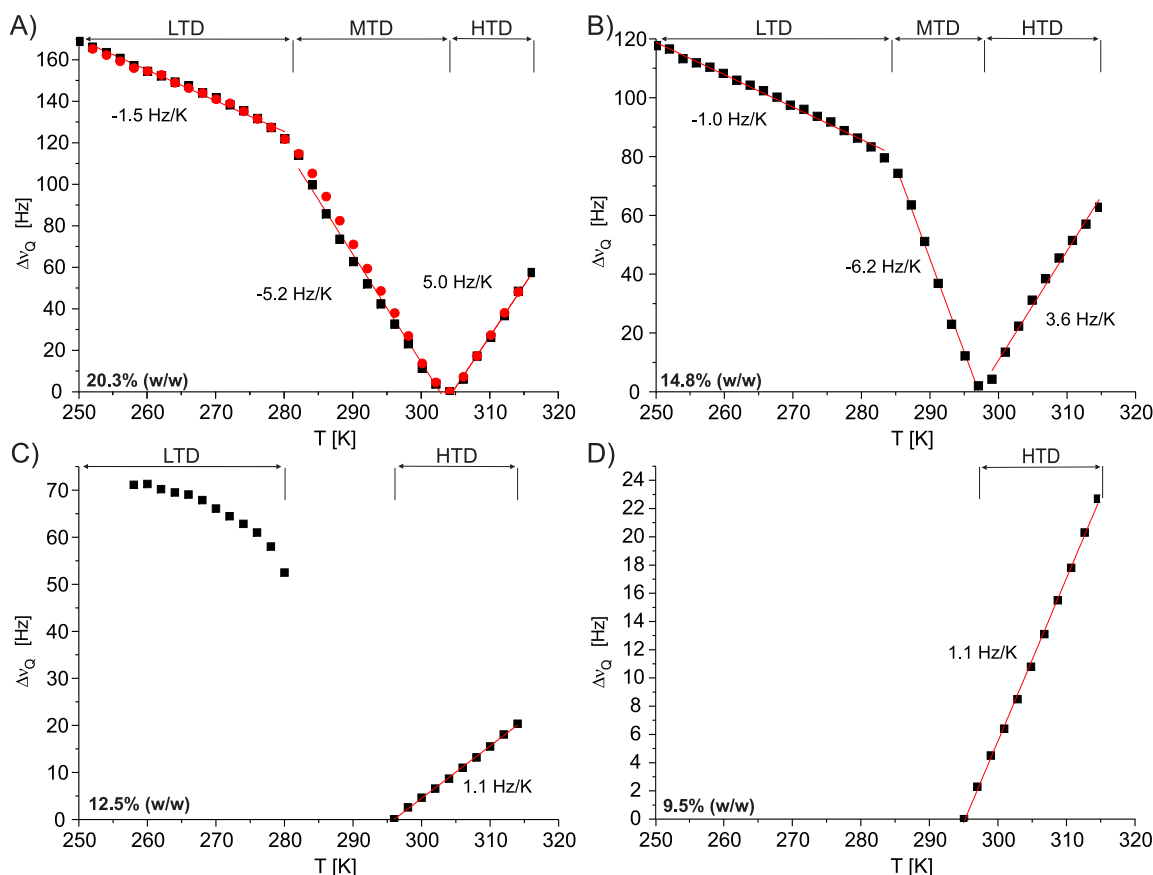 A)
LTD MTD HTD
160
140
120
100
80
60
40
20
0
Δν_Q [Hz]
-1.5 Hz/K
-5.2 Hz/K
5.0 Hz/K
20.3% (w/w)
250 260 270 280 290 300 310 320
T [K]
B)
LTD MTD HTD
120
100
80
60
40
20
0
Δν_Q [Hz]
-1.0 Hz/K
-6.2 Hz/K
3.6 Hz/K
14.8% (w/w)
250 260 270 280 290 300 310 320
T [K]
C)
LTD HTD
70
60
50
40
30
20
10
0
Δν_Q [Hz]
1.1 Hz/K
12.5% (w/w)
250 260 270 280 290 300 310 320
T [K]
D)
HTD
24
22
20
18
16
14
12
10
8
6
4
2
0
Δν_Q [Hz]
1.1 Hz/K
9.5% (w/w)
250 260 270 280 290 300 310 320
T [K]